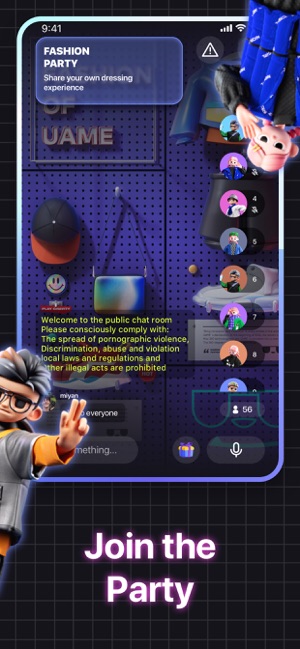 9:41
FASHION
PARTY
Share your own dressing
experience
OF
UAME
4
5
6
7
8
Welcome to the public chat room
Please consciously comply with:
The spread of pornographic violence,
Discrimination, abuse and violation
local laws and regulations and
other illegal acts are prohibited
miyan
everyone
56
mething...
Join the
Party